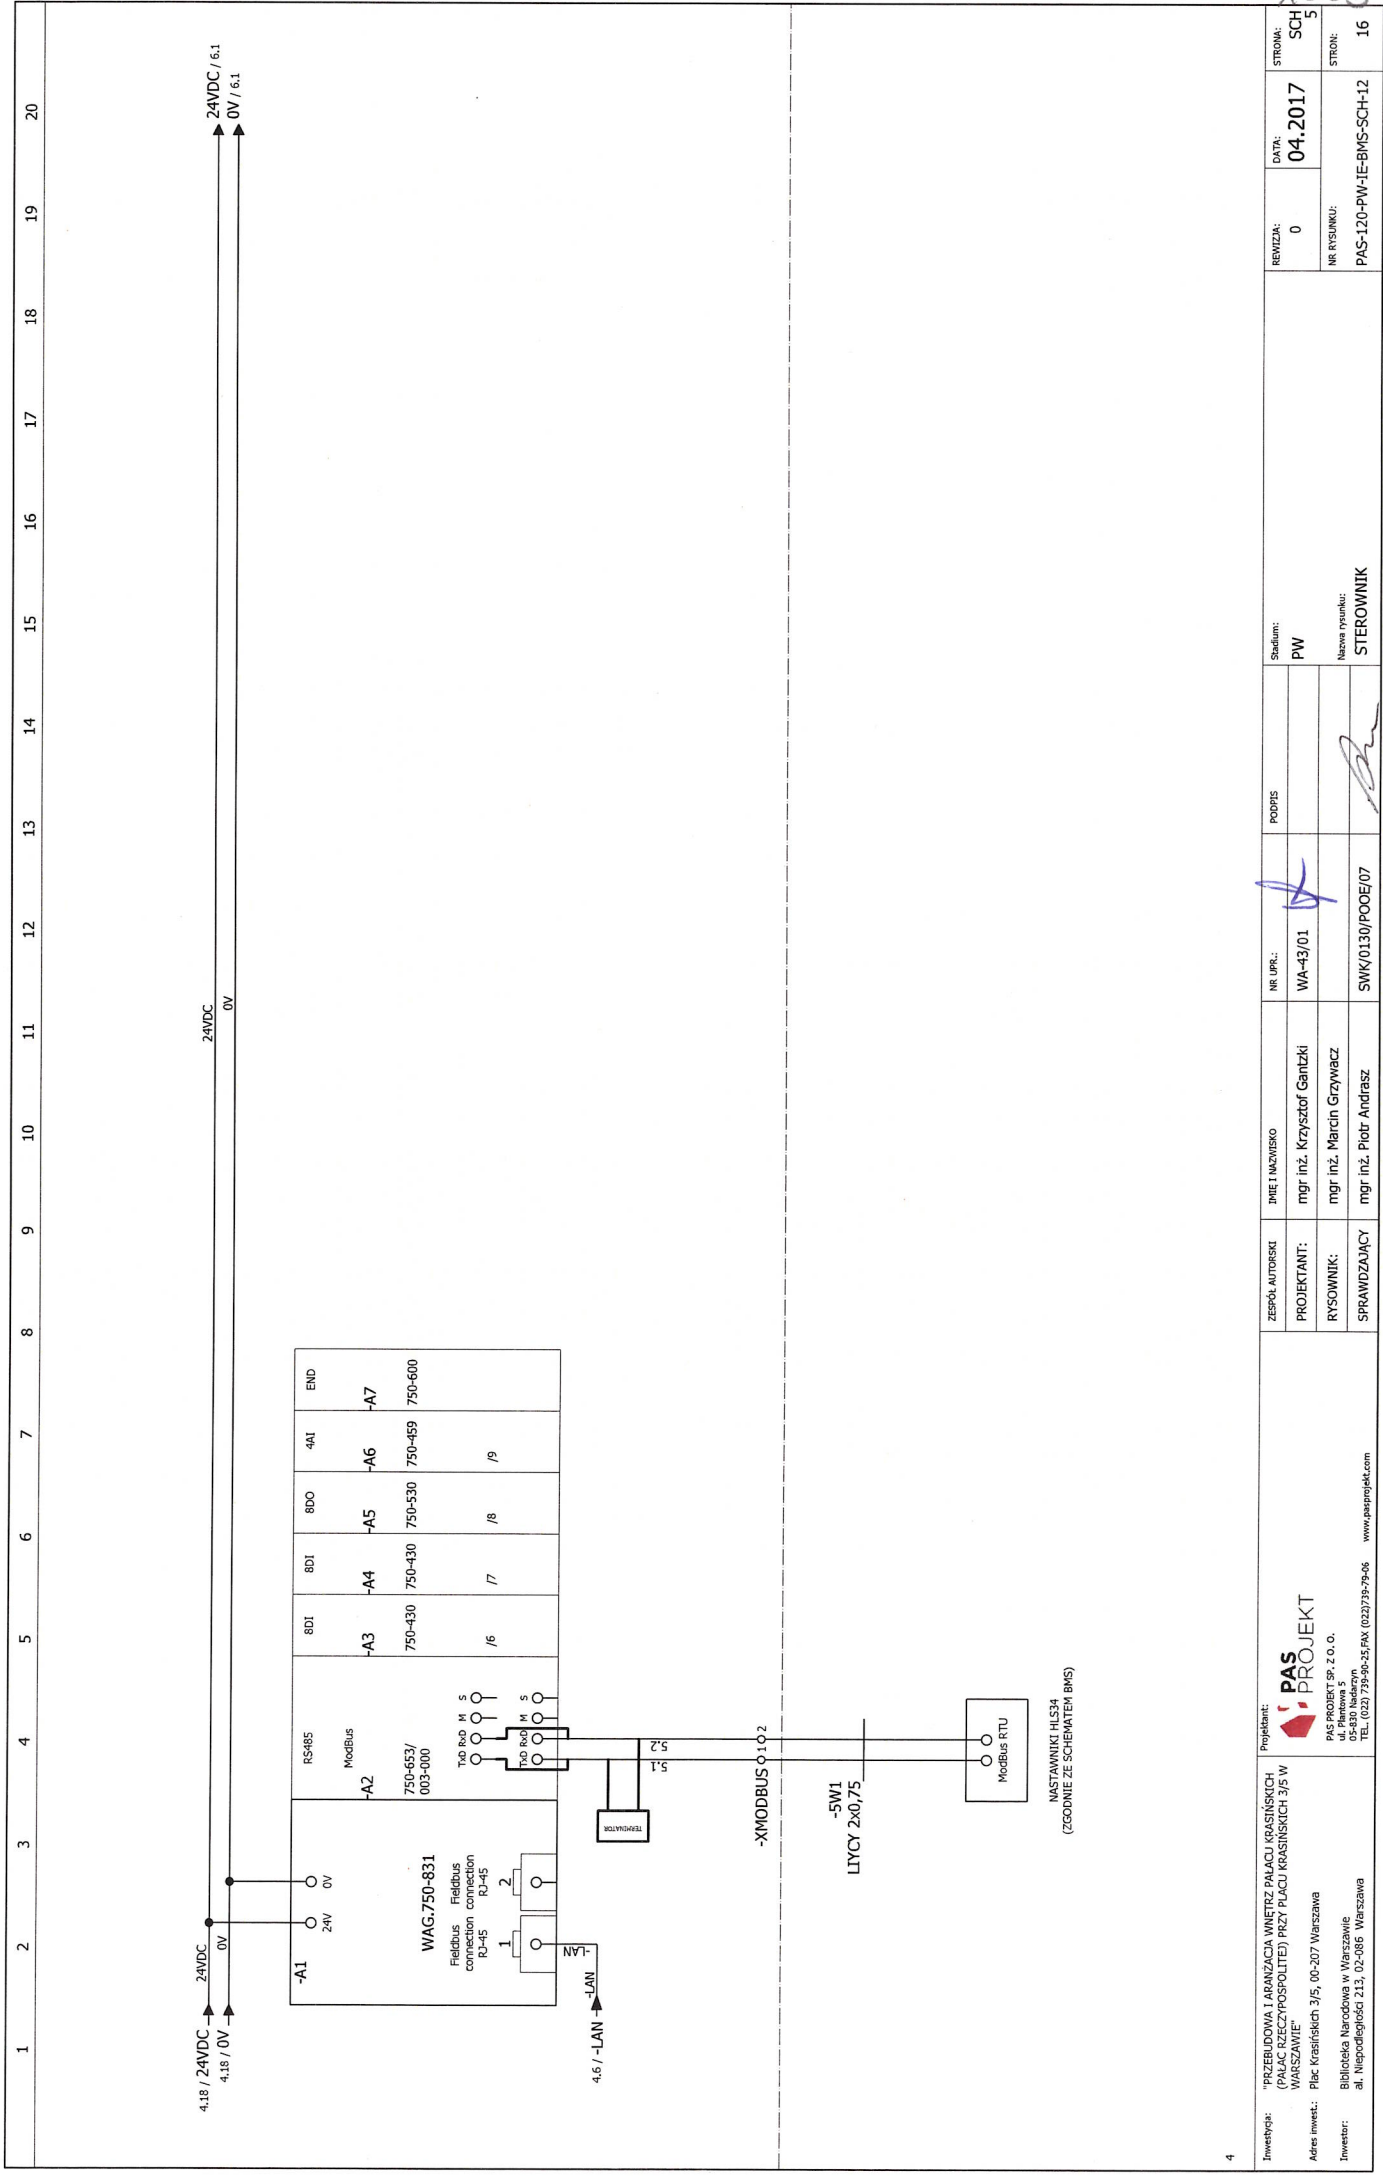 1 2 3 4 5 6 7 8 9 10 11 12 13 14 15 16 17 18 19 20
4.18 / 24VDC
24VDC
24VDC
24VDC / 6.1
4.18 / 0V
0V
0V
0V / 6.1
-A1
24V
0V
WAG.750-831
Fieldbus
connection
RJ-45
1
Fieldbus
connection
RJ-45
2
-LAN
-LAN
4.6 / -LAN
RS485
ModBus
-A2
750-653/
003-000
TxD RxD M S
TxD RxD M S
8DI
-A3
750-430
/6
8DI
-A4
750-430
/7
8DO
-A5
750-530
/8
4AI
-A6
750-459
/9
END
-A7
750-600
TERMINATOR
5.1
5.2
-XMODBUS
1
2
-5W1
LIYCY 2x0,75
ModBus RTU
NASTAWNIKI HLS34
(ZGODNIE ZE SCHEMATEM BMS)
4
Inwestycja:
"PRZEBUDOWA I ARANŻACJA WNĘTRZ PAŁACU KRASIŃSKICH
(PAŁAC RZECZYPOSPOLITEJ) PRZY PLACU KRASIŃSKICH 3/5 W
WARSZAWIE"
Adres inwest.: Plac Krasińskich 3/5, 00-207 Warszawa
Inwestor: Biblioteka Narodowa w Warszawie
al. Niepodległości 213, 02-086 Warszawa
Projektant:
PAS
PROJEKT
PAS PROJEKT SP. Z O. O.
ul. Plantowa 5
05-830 Nadarzyn
TEL. (022) 739-90-25,FAX (022)739-79-06 www.pasprojekt.com
ZESPÓŁ AUTORSKI IMIĘ I NAZWISKO NR UPR.: PODPIS
PROJEKTANT: mgr inż. Krzysztof Gantzki WA-43/01
RYSOWNIK: mgr inż. Marcin Grzywacz
SPRAWDZAJĄCY mgr inż. Piotr Andrasz SWK/0130/POOE/07
Stadium:
PW
Nazwa rysunku:
STEROWNIK
REWIZJA:
0
DATA:
04.2017
STRONA:
SCH
5
NR RYSUNKU:
PAS-120-PW-IE-BMS-SCH-12
STRON:
16